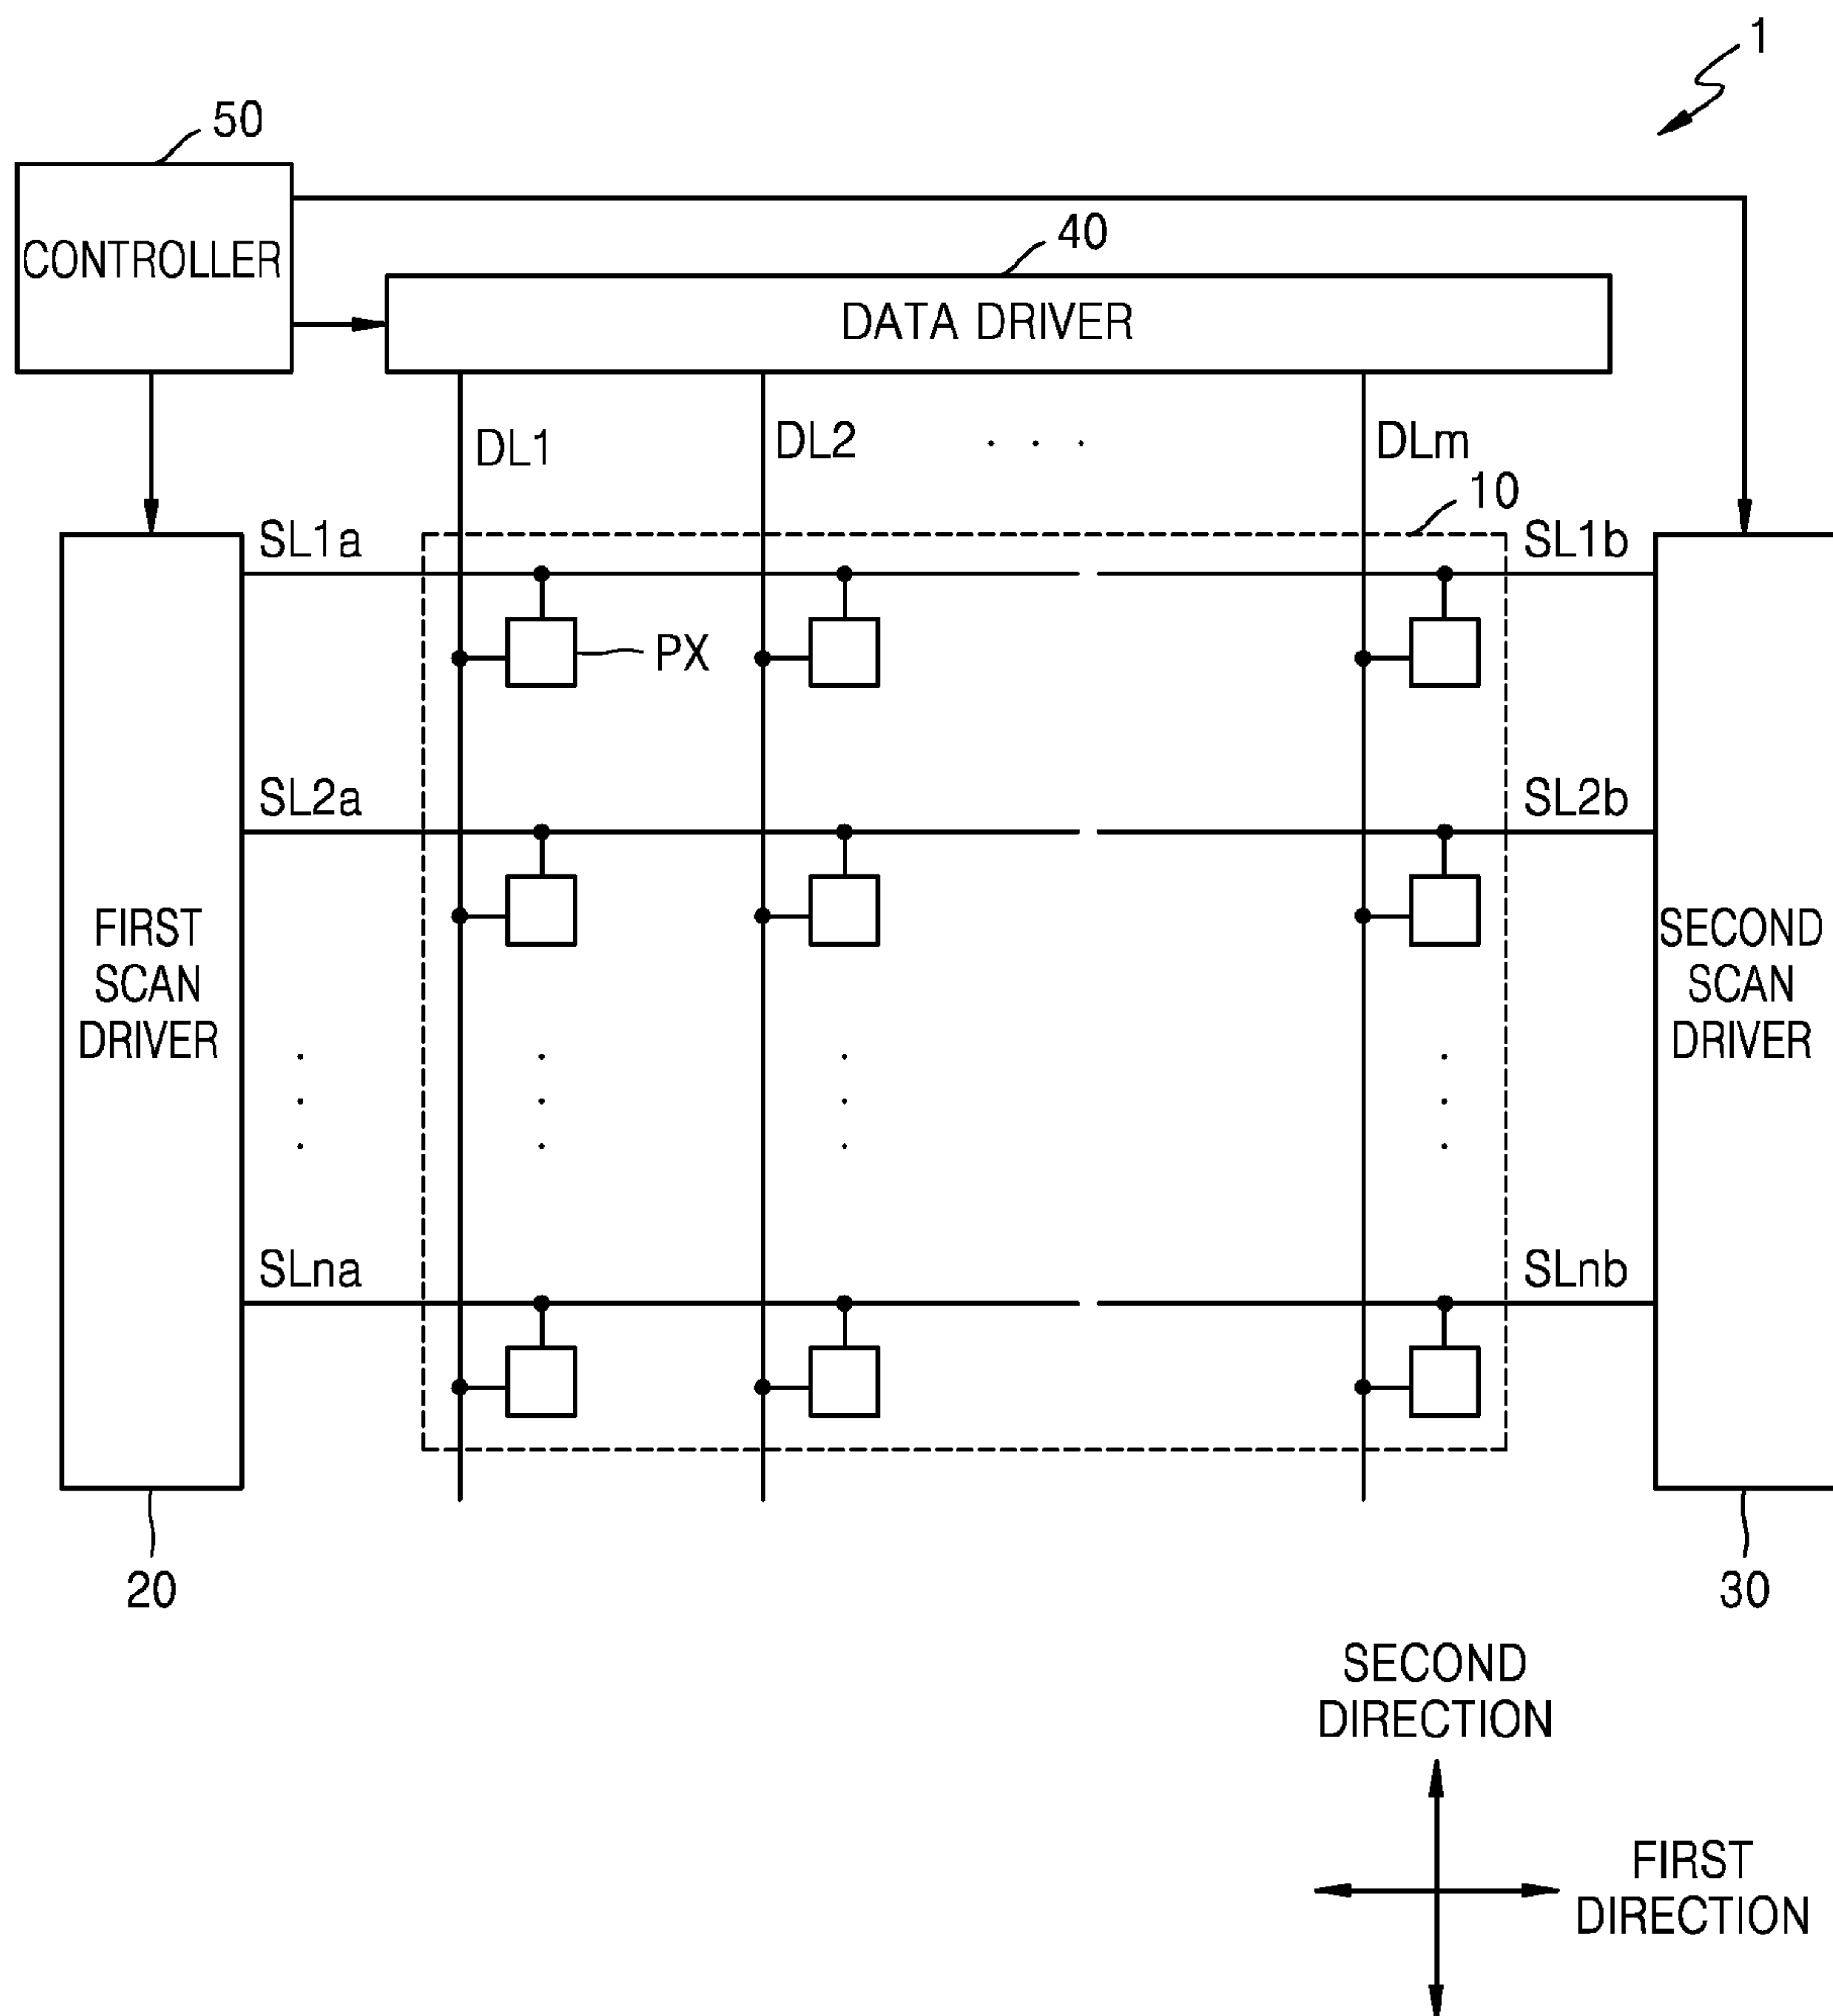 1
50
CONTROLLER
40
DATA DRIVER
DL1
DL2
. . .
DLm
10
SL1a
SL1b
PX
SL2a
SL2b
FIRST
SCAN
DRIVER
SECOND
SCAN
DRIVER
SLna
SLnb
20
30
SECOND
DIRECTION
FIRST
DIRECTION